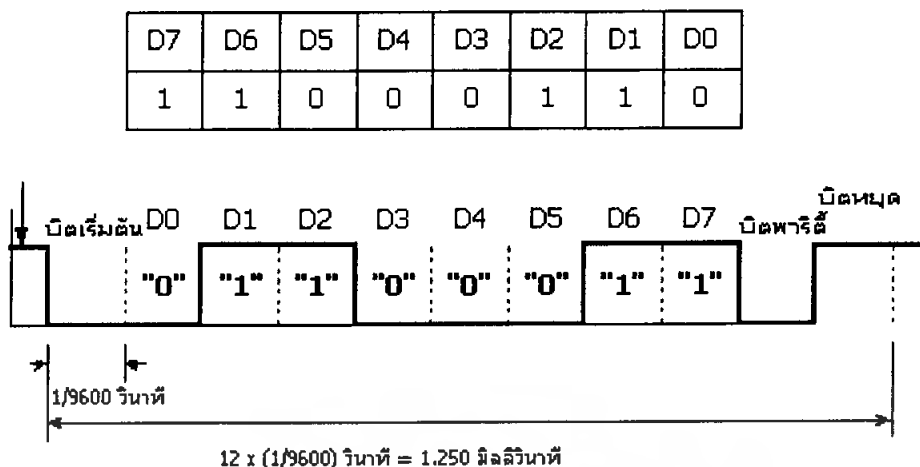 D7 D6 D5 D4 D3 D2 D1 D0
1 1 0 0 0 1 1 0
บิตเริ่มต้น D0 D1 D2 D3 D4 D5 D6 D7 บิตพาริตี้ บิตหยุด
"0" "1" "1" "0" "0" "0" "1" "1"
1/9600 วินาที
12 x (1/9600) วินาที = 1.250 มิลลิวินาที